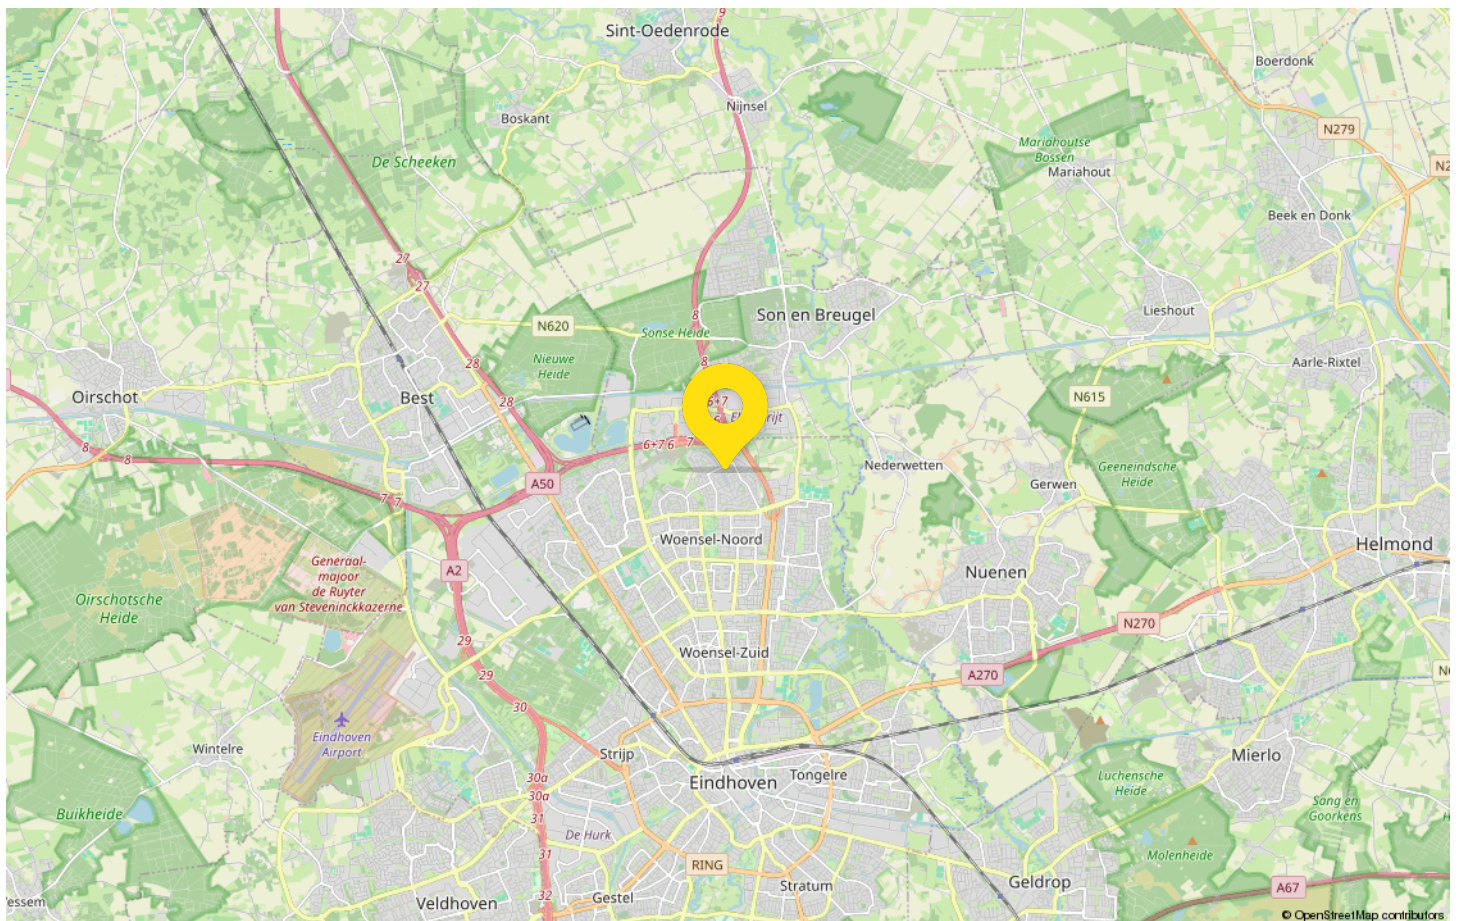 9
Sint-Oedenrode
Boerdonk
Nijnsel
Boskant
N279
De Scheeken
Mariahoutse
Bossen
Mariahout
Beek en Donk
27
27
N620
8
Sonse Heide
Son en Breugel
Lieshout
Nieuwe
Heide
28
8
Aarle-Rixtel
Oirschot
Best
28
N615
6+7
8
8
6+7 6
7
Nederwetten
Gerwen
Geeneindsche
Heide
A50
7 7
Woensel-Noord
Helmond
Generaal-
majoor
de Ruyter
van Steveninckkazerne
A2
Nuenen
Oirschotsche
Heide
N270
29
Woensel-Zuid
29
A270
30
Wintelre
Eindhoven
Airport
Strijp
Mierlo
Eindhoven
Tongelre
30a
30a
Luchensche
Heide
Buikheide
31
De Hurk
Sang en
Goorkens
31
RING
Molenheide
32
Gestel
Stratum
Geldrop
A67
Veldhoven
© OpenStreetMap contributors